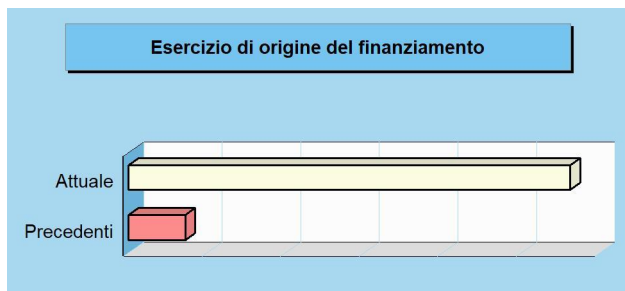 Esercizio di origine del finanziamento
Attuale
Precedenti